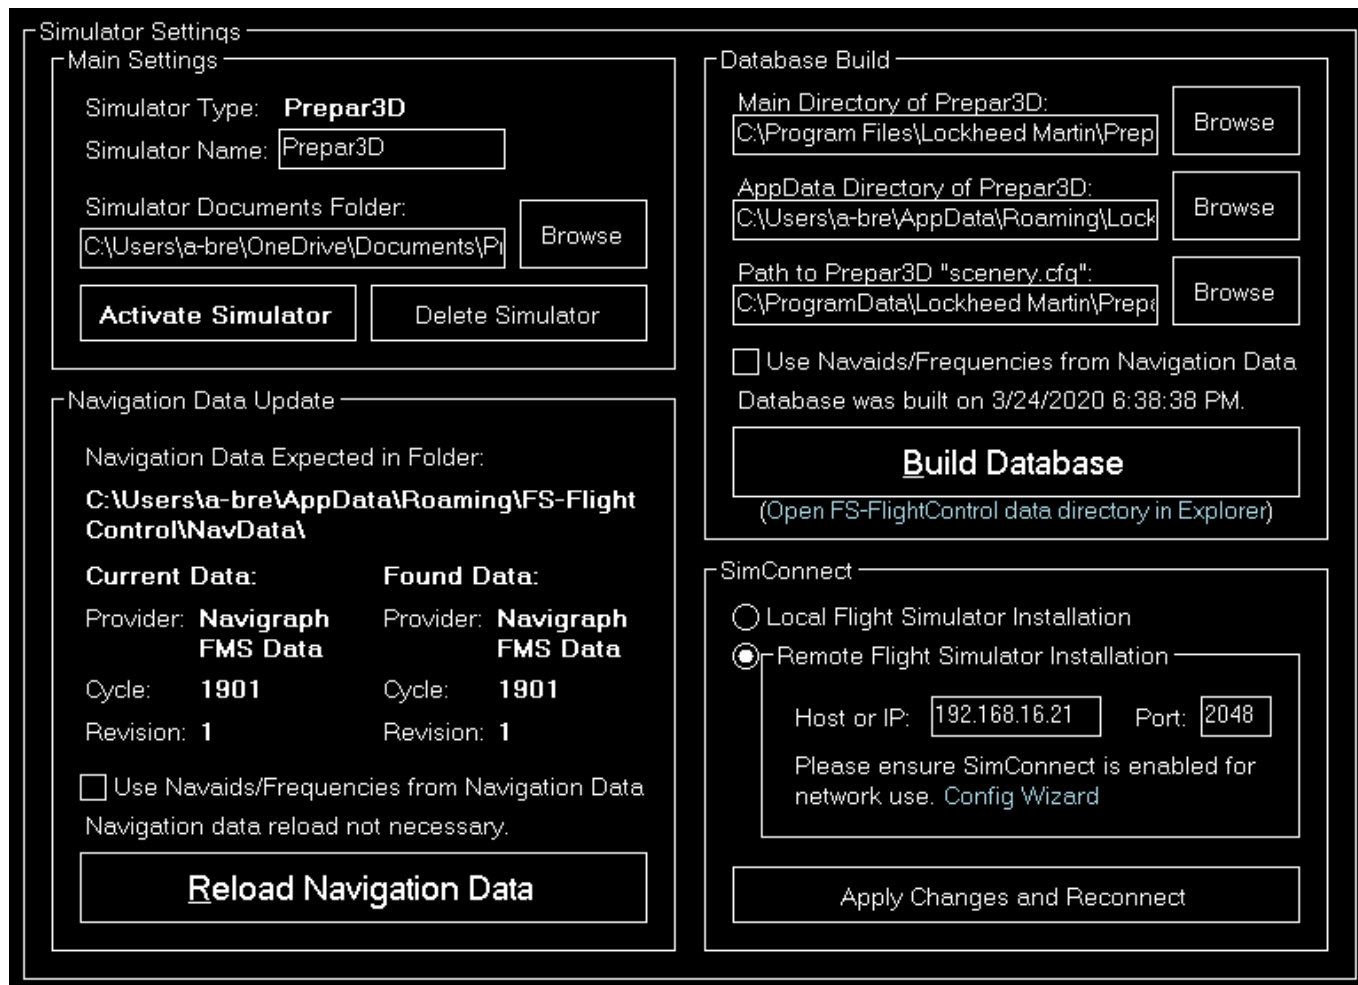 Simulator Settings
Main Settings
Simulator Type: Prepar3D
Simulator Name: Prepar3D
Simulator Documents Folder:
C:\Users\a-bre\OneDrive\Documents\Pr
Browse
Activate Simulator
Delete Simulator
Navigation Data Update
Navigation Data Expected in Folder:
C:\Users\a-bre\AppData\Roaming\FS-Flight
Control\NavData\
Current Data: Found Data:
Provider: Navigraph Provider: Navigraph
FMS Data FMS Data
Cycle: 1901 Cycle: 1901
Revision: 1 Revision: 1
Use Navaids/Frequencies from Navigation Data
Navigation data reload not necessary.
Reload Navigation Data
Database Build
Main Directory of Prepar3D:
C:\Program Files\Lockheed Martin\Prep
Browse
AppData Directory of Prepar3D:
C:\Users\a-bre\AppData\Roaming\Lock
Browse
Path to Prepar3D "scenery.cfg":
C:\ProgramData\Lockheed Martin\Prepa
Browse
Use Navaids/Frequencies from Navigation Data
Database was built on 3/24/2020 6:38:38 PM.
Build Database
(Open FS-FlightControl data directory in Explorer)
SimConnect
Local Flight Simulator Installation
Remote Flight Simulator Installation
Host or IP: 192.168.16.21 Port: 2048
Please ensure SimConnect is enabled for
network use. Config Wizard
Apply Changes and Reconnect